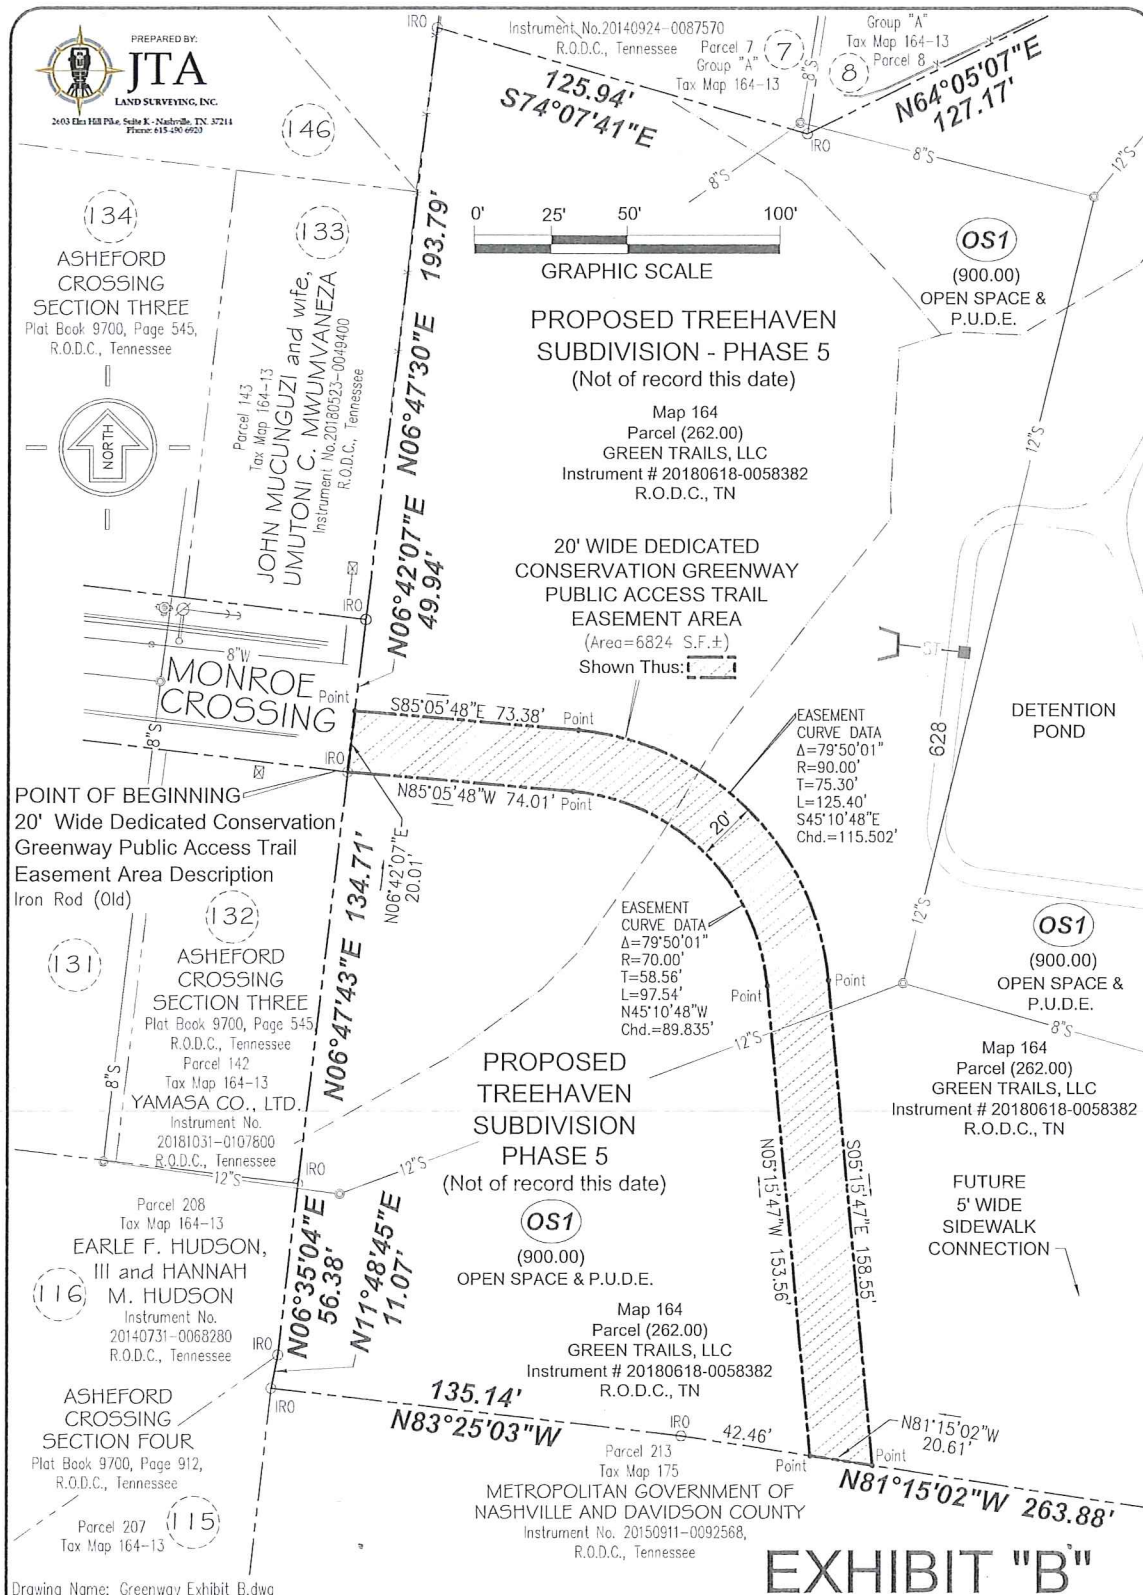 PREPARED BY:
JTA
LAND SURVEYING, INC.
2603 Elm Hill Pike, Suite K - Nashville, TN. 37214
Phone: 615-490-6920
IRO
Instrument No.20140924-0087570
R.O.D.C., Tennessee
Parcel 7
Group "A"
Tax Map 164-13
7
8"S
8
Group "A"
Tax Map 164-13
Parcel 8
125.94'
S74°07'41"E
N64°05'07"E
127.17'
IRO
8"S
8"S
12"S
146
134
ASHEFORD
CROSSING
SECTION THREE
Plat Book 9700, Page 545,
R.O.D.C., Tennessee
NORTH
133
Parcel 143
Tax Map 164-13
JOHN MUCUNGUZI and wife,
UMUTONI C. MWUMVANEZA
Instrument No.20180523-0049400
R.O.D.C., Tennessee
N06°47'30"E 193.79'
N06°42'07"E
49.94'
0' 25' 50' 100'
GRAPHIC SCALE
PROPOSED TREEHAVEN
SUBDIVISION - PHASE 5
(Not of record this date)
Map 164
Parcel (262.00)
GREEN TRAILS, LLC
Instrument # 20180618-0058382
R.O.D.C., TN
OS1
(900.00)
OPEN SPACE &
P.U.D.E.
12"S
20' WIDE DEDICATED
CONSERVATION GREENWAY
PUBLIC ACCESS TRAIL
EASEMENT AREA
(Area=6824 S.F.±)
Shown Thus:
ST
628
DETENTION
POND
IRO
8"W
MONROE
CROSSING
8"S
Point
IRO
S85°05'48"E 73.38'
Point
N85°05'48"W 74.01'
Point
EASEMENT
CURVE DATA
Δ=79°50'01"
R=90.00'
T=75.30'
L=125.40'
S45°10'48"E
Chd.=115.502'
20'
POINT OF BEGINNING
20' Wide Dedicated Conservation
Greenway Public Access Trail
Easement Area Description
Iron Rod (Old)
N06°42'07"E
20.01'
N06°47'43"E 134.71'
EASEMENT
CURVE DATA
Δ=79°50'01"
R=70.00'
T=58.56'
L=97.54'
N45°10'48"W
Chd.=89.835'
Point
Point
12"S
12"S
8"S
131
132
ASHEFORD
CROSSING
SECTION THREE
Plat Book 9700, Page 545,
R.O.D.C., Tennessee
Parcel 142
Tax Map 164-13
YAMASA CO., LTD.
Instrument No.
20181031-0107800
R.O.D.C., Tennessee
8"S
12"S
IRO
12"S
OS1
(900.00)
OPEN SPACE &
P.U.D.E.
Map 164
Parcel (262.00)
GREEN TRAILS, LLC
Instrument # 20180618-0058382
R.O.D.C., TN
PROPOSED
TREEHAVEN
SUBDIVISION
PHASE 5
(Not of record this date)
OS1
(900.00)
OPEN SPACE & P.U.D.E.
Map 164
Parcel (262.00)
GREEN TRAILS, LLC
Instrument # 20180618-0058382
R.O.D.C., TN
N05°15'47"W 153.56'
S05°15'47"E 158.55'
FUTURE
5' WIDE
SIDEWALK
CONNECTION
Parcel 208
Tax Map 164-13
EARLE F. HUDSON,
III and HANNAH
M. HUDSON
Instrument No.
20140731-0068280
R.O.D.C., Tennessee
116
N06°35'04"E
56.38'
N11°48'45"E
11.07'
IRO
IRO
ASHEFORD
CROSSING
SECTION FOUR
Plat Book 9700, Page 912,
R.O.D.C., Tennessee
Parcel 207
Tax Map 164-13
115
135.14'
N83°25'03"W
IRO
42.46'
Point
Point
N81°15'02"W
20.61'
N81°15'02"W 263.88'
Parcel 213
Tax Map 175
METROPOLITAN GOVERNMENT OF
NASHVILLE AND DAVIDSON COUNTY
Instrument No. 20150911-0092568,
R.O.D.C., Tennessee
EXHIBIT "B"
Drawing Name: Greenway Exhibit B.dwg